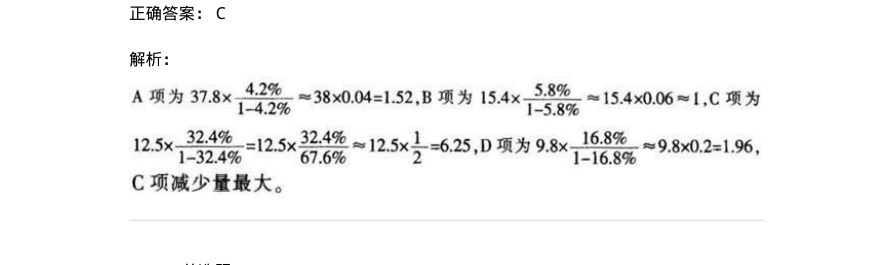 正确答案： C
解析：
A 项为 37.8×4.2%/(1−4.2%)≈38×0.04=1.52,B 项为 15.4×5.8%/(1−5.8%)≈15.4×0.06≈1,C 项为
12.5×32.4%/(1−32.4%)=12.5×32.4%/67.6%≈12.5×1/2=6.25,D 项为 9.8×16.8%/(1−16.8%)≈9.8×0.2=1.96,
C 项减少量最大。